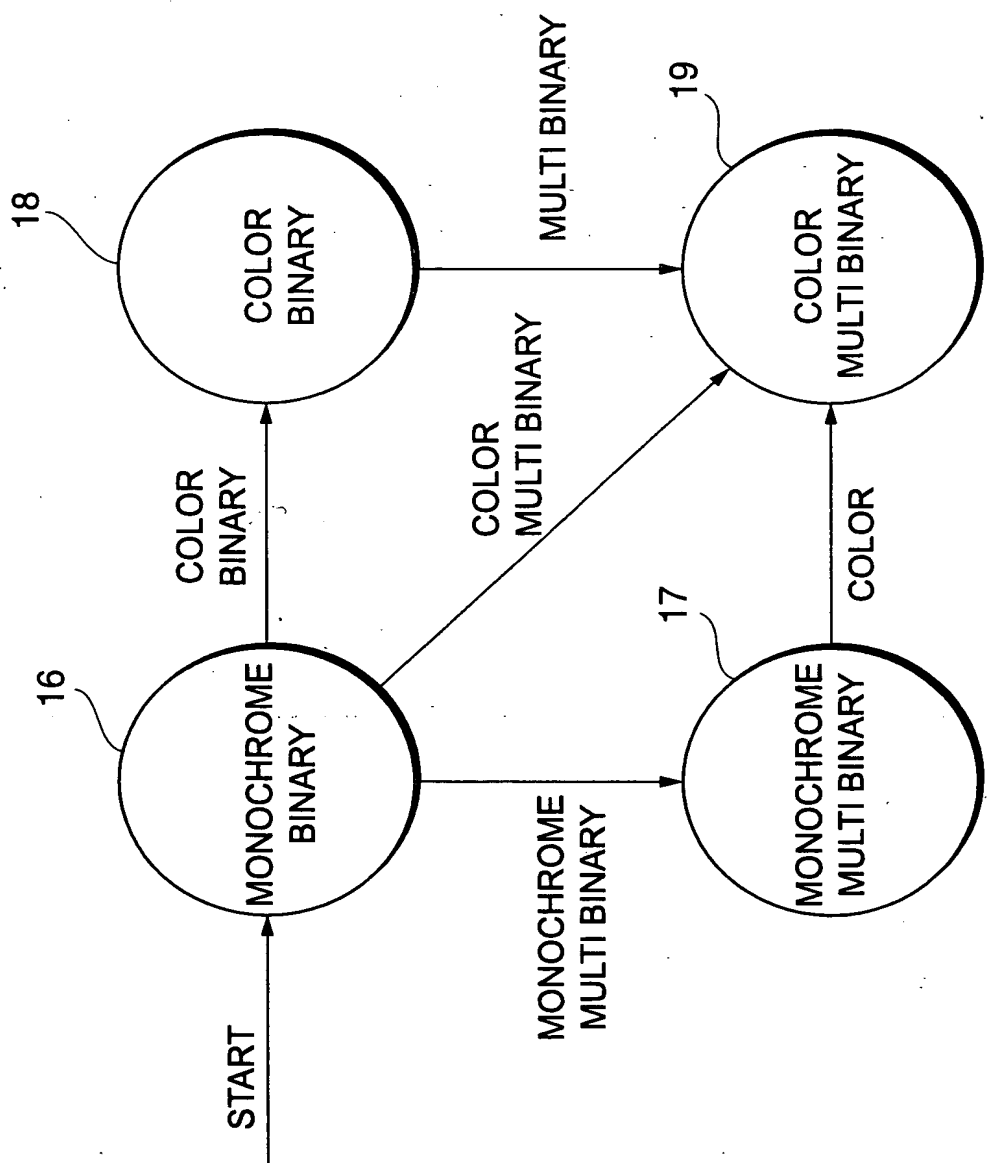 START
16
MONOCHROME
BINARY
COLOR
BINARY
18
COLOR
BINARY
MONOCHROME
MULTI BINARY
COLOR
MULTI BINARY
MULTI BINARY
17
MONOCHROME
MULTI BINARY
COLOR
19
COLOR
MULTI BINARY